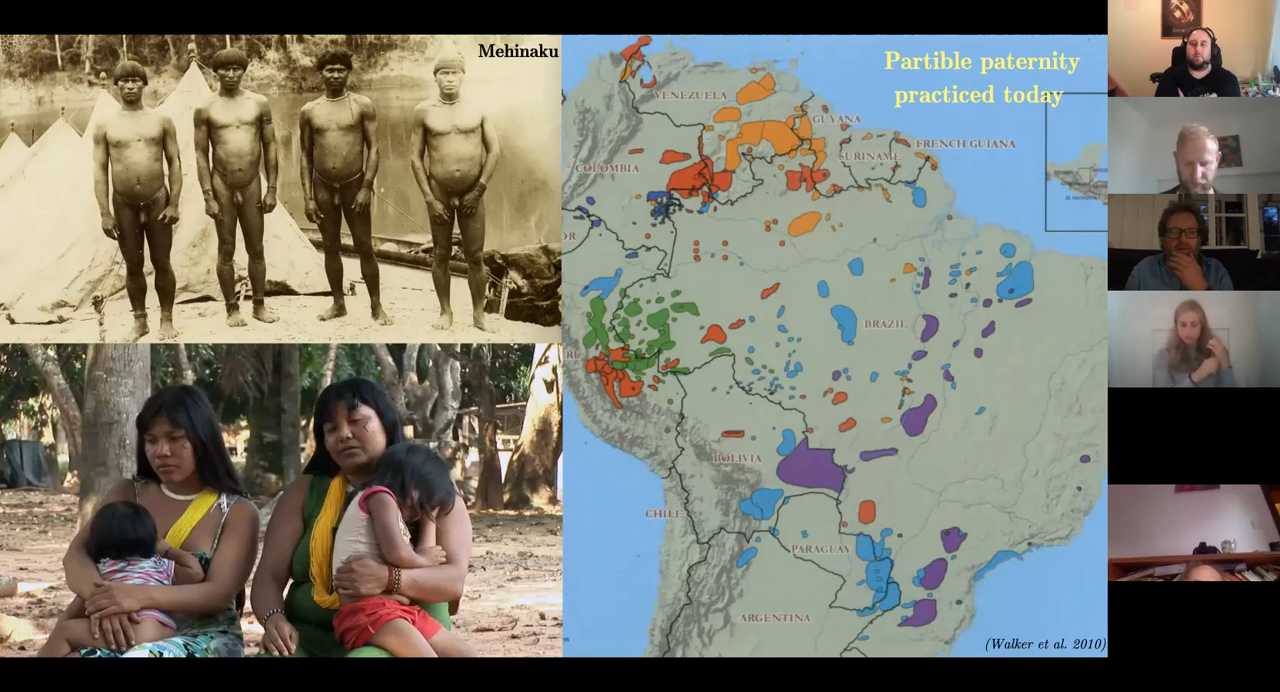 Mehinaku
Partible paternity
practiced today
VENEZUELA
GUYANA
SURINAME
FRENCH GUIANA
COLOMBIA
BRAZIL
BOLIVIA
CHILE
PARAGUAY
ARGENTINA
(Walker et al. 2010)